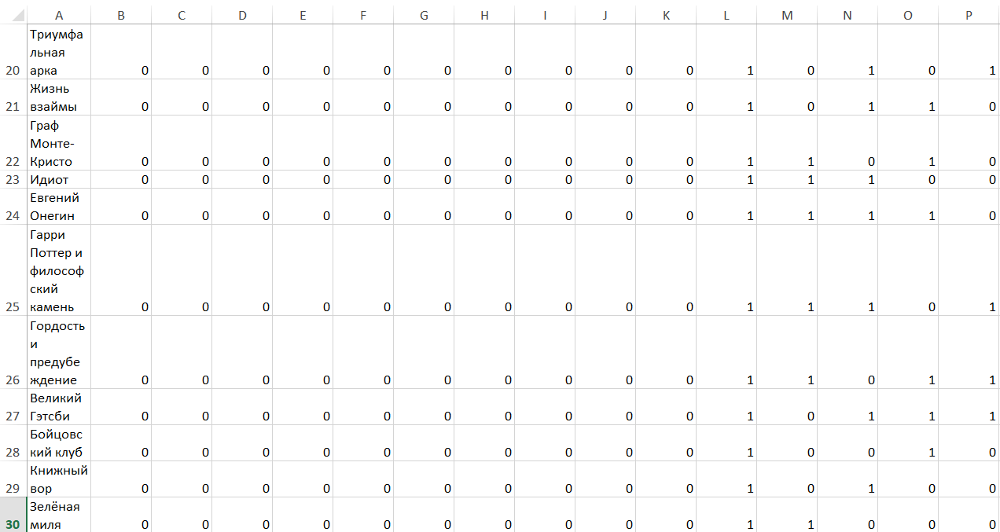 A B C D E F G H I J K L M N O P
Триумфа
льная
20 арка 0 0 0 0 0 0 0 0 0 0 1 0 1 0 1
Жизнь
21 взаймы 0 0 0 0 0 0 0 0 0 0 1 0 1 1 0
Граф
Монте-
22 Кристо 0 0 0 0 0 0 0 0 0 0 1 1 0 1 0
23 Идиот 0 0 0 0 0 0 0 0 0 0 1 1 1 0 0
Евгений
24 Онегин 0 0 0 0 0 0 0 0 0 0 1 1 1 1 0
Гарри
Поттер и
философ
ский
25 камень 0 0 0 0 0 0 0 0 0 0 1 1 1 0 1
Гордость
и
предубе
26 ждение 0 0 0 0 0 0 0 0 0 0 1 1 0 1 1
Великий
27 Гэтсби 0 0 0 0 0 0 0 0 0 0 1 0 1 1 1
Бойцовс
28 кий клуб 0 0 0 0 0 0 0 0 0 0 1 0 0 1 0
Книжный
29 вор 0 0 0 0 0 0 0 0 0 0 1 0 1 0 0
Зелёная
30 миля 0 0 0 0 0 0 0 0 0 0 1 1 0 0 0